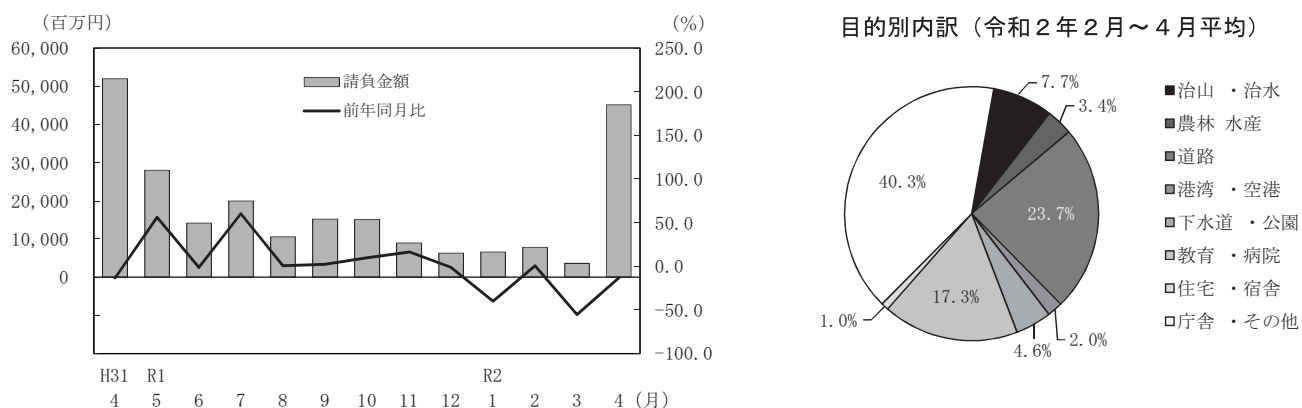 (百万円)
(%)
60,000
50,000
40,000
30,000
20,000
10,000
0
250.0
200.0
150.0
100.0
50.0
0.0
-50.0
-100.0
請負金額
前年同月比
H31 R1 R2
4 5 6 7 8 9 10 11 12 1 2 3 4 (月)
目的別内訳(令和2年2月~4月平均)
7.7%
3.4%
23.7%
2.0%
4.6%
17.3%
1.0%
40.3%
治山 ・治水
農林 水産
道路
港湾 ・空港
下水道 ・公園
教育 ・病院
住宅 ・宿舎
庁舎 ・その他